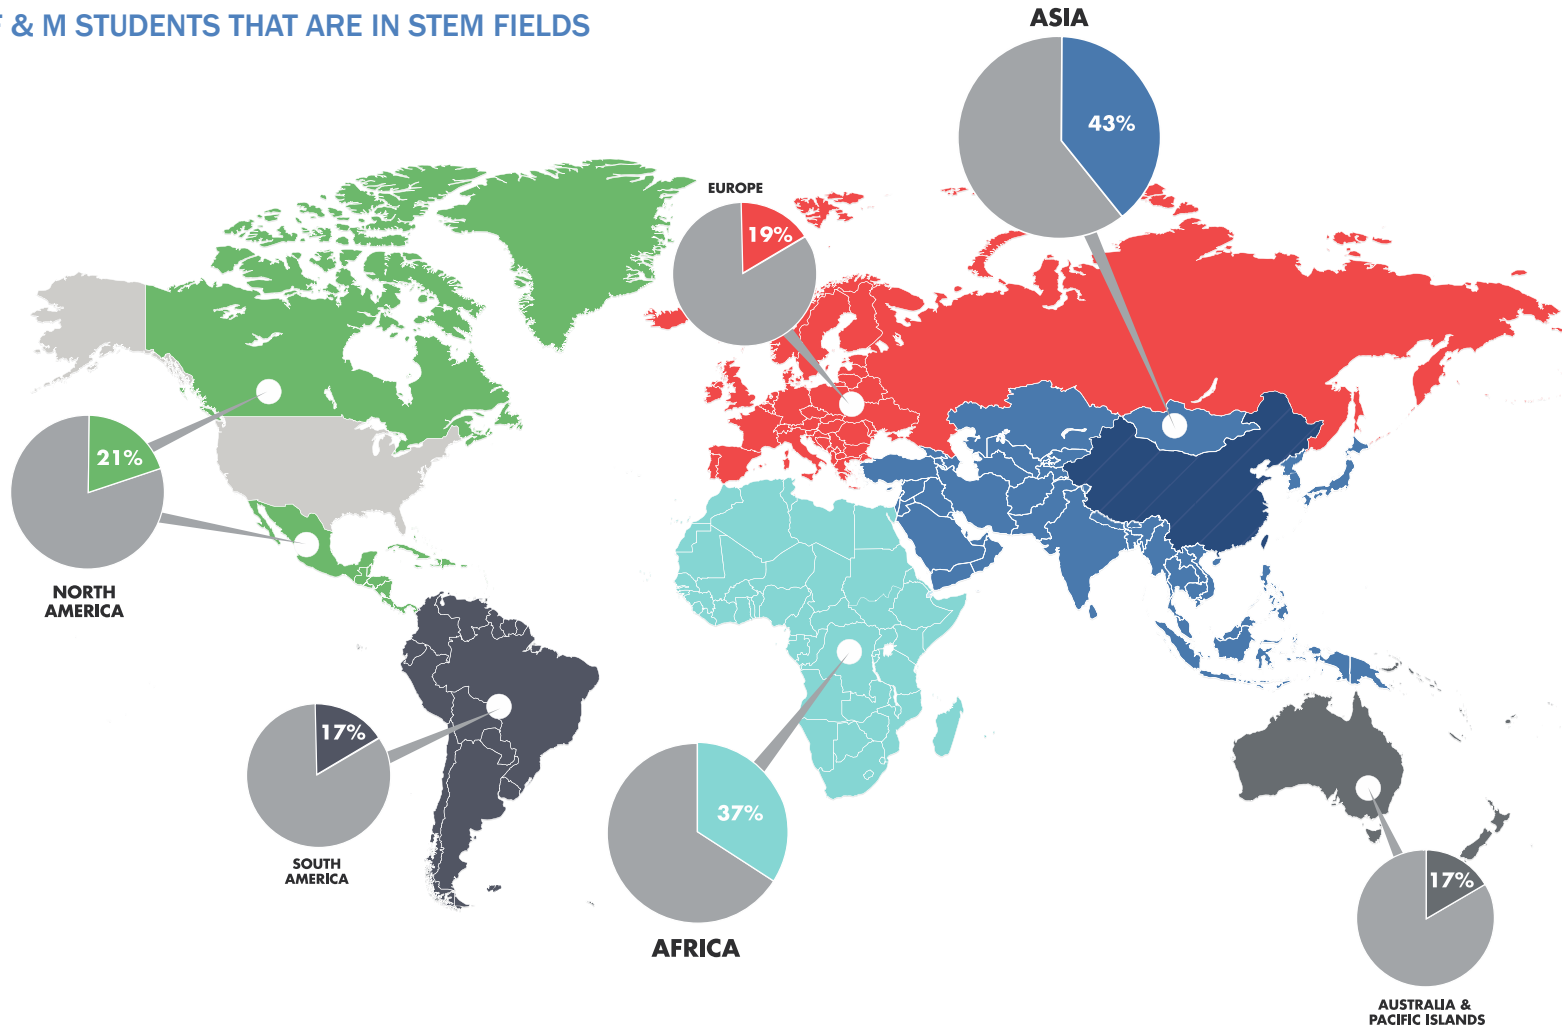 F & M STUDENTS THAT ARE IN STEM FIELDS
ASIA
43%
EUROPE
19%
21%
NORTH
AMERICA
17%
SOUTH
AMERICA
37%
AFRICA
17%
AUSTRALIA &
PACIFIC ISLANDS